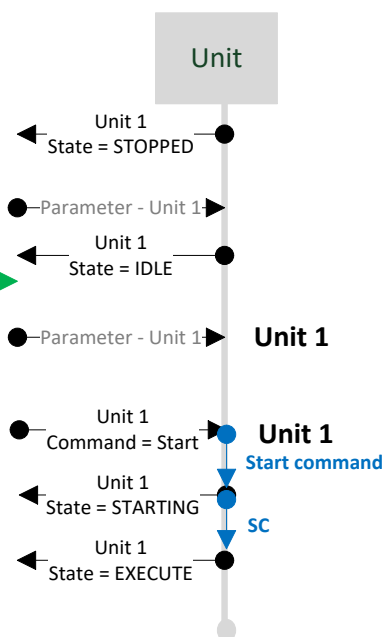 Unit
Unit 1
State = STOPPED
Parameter - Unit 1
Unit 1
State = IDLE
Parameter - Unit 1
Unit 1
Unit 1
Command = Start
Unit 1
Start command
Unit 1
State = STARTING
SC
Unit 1
State = EXECUTE